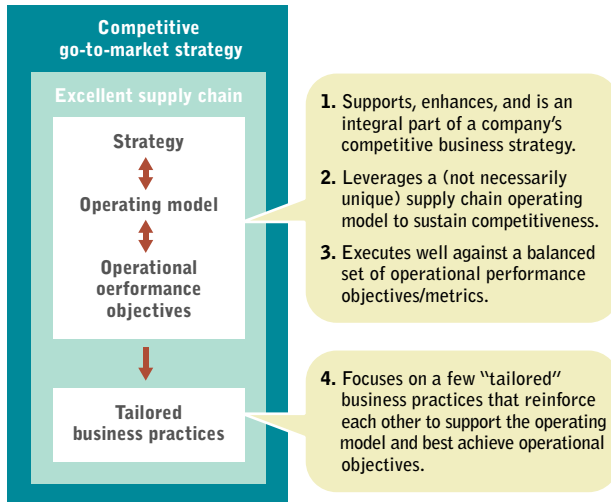 Competitive
go-to-market strategy
Excellent supply chain
Strategy
Operating model
Operational
oerformance
objectives
Tailored
business practices
1. Supports, enhances, and is an
integral part of a company's
competitive business strategy.
2. Leverages a (not necessarily
unique) supply chain operating
model to sustain competitiveness.
3. Executes well against a balanced
set of operational performance
objectives/metrics.
4. Focuses on a few "tailored"
business practices that reinforce
each other to support the operating
model and best achieve operational
objectives.